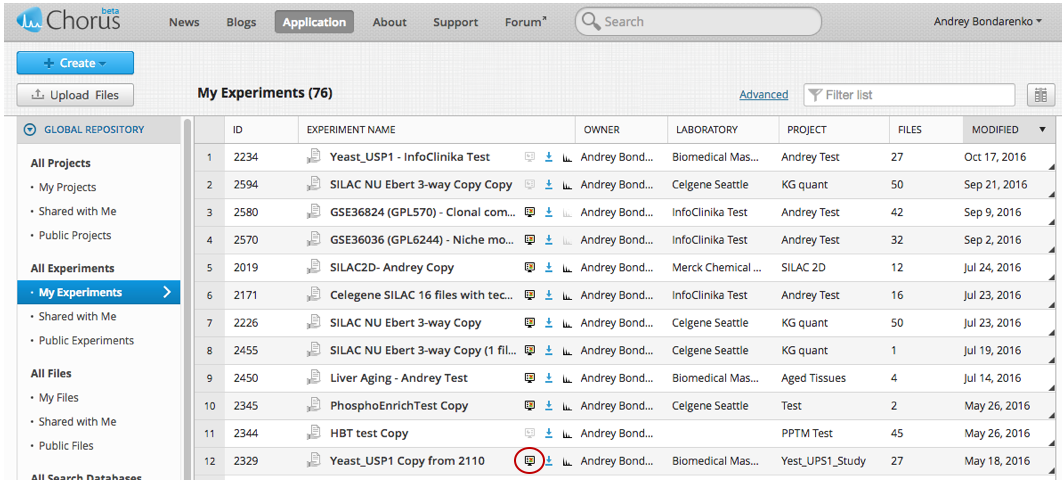 Chorus beta News Blogs Application About Support Forum Search Andrey Bondarenko
+ Create
Upload Files
My Experiments (76) Advanced Filter list
GLOBAL REPOSITORY
All Projects
• My Projects
• Shared with Me
• Public Projects
All Experiments
• My Experiments
• Shared with Me
• Public Experiments
All Files
• My Files
• Shared with Me
• Public Files
All Search Databases
ID EXPERIMENT NAME OWNER LABORATORY PROJECT FILES MODIFIED
1 2234 Yeast_USP1 - InfoClinika Test Andrey Bond... Biomedical Mas... Andrey Test 27 Oct 17, 2016
2 2594 SILAC NU Ebert 3-way Copy Copy Andrey Bond... Celgene Seattle KG quant 50 Sep 21, 2016
3 2580 GSE36824 (GPL570) - Clonal com... Andrey Bond... InfoClinika Test Andrey Test 42 Sep 9, 2016
4 2570 GSE36036 (GPL6244) - Niche mo... Andrey Bond... InfoClinika Test Andrey Test 32 Sep 2, 2016
5 2019 SILAC2D- Andrey Copy Andrey Bond... Merck Chemical ... SILAC 2D 12 Jul 24, 2016
6 2171 Celegene SILAC 16 files with tec... Andrey Bond... InfoClinika Test Andrey Test 16 Jul 23, 2016
7 2226 SILAC NU Ebert 3-way Copy Andrey Bond... Celgene Seattle KG quant 50 Jul 23, 2016
8 2455 SILAC NU Ebert 3-way Copy (1 fil... Andrey Bond... Celgene Seattle KG quant 1 Jul 19, 2016
9 2450 Liver Aging - Andrey Test Andrey Bond... Biomedical Mas... Aged Tissues 4 Jul 14, 2016
10 2345 PhosphoEnrichTest Copy Andrey Bond... Celgene Seattle Test 2 May 26, 2016
11 2344 HBT test Copy Andrey Bond... PPTM Test 45 May 26, 2016
12 2329 Yeast_USP1 Copy from 2110 Andrey Bond... Biomedical Mas... Yest_UPS1_Study 27 May 18, 2016